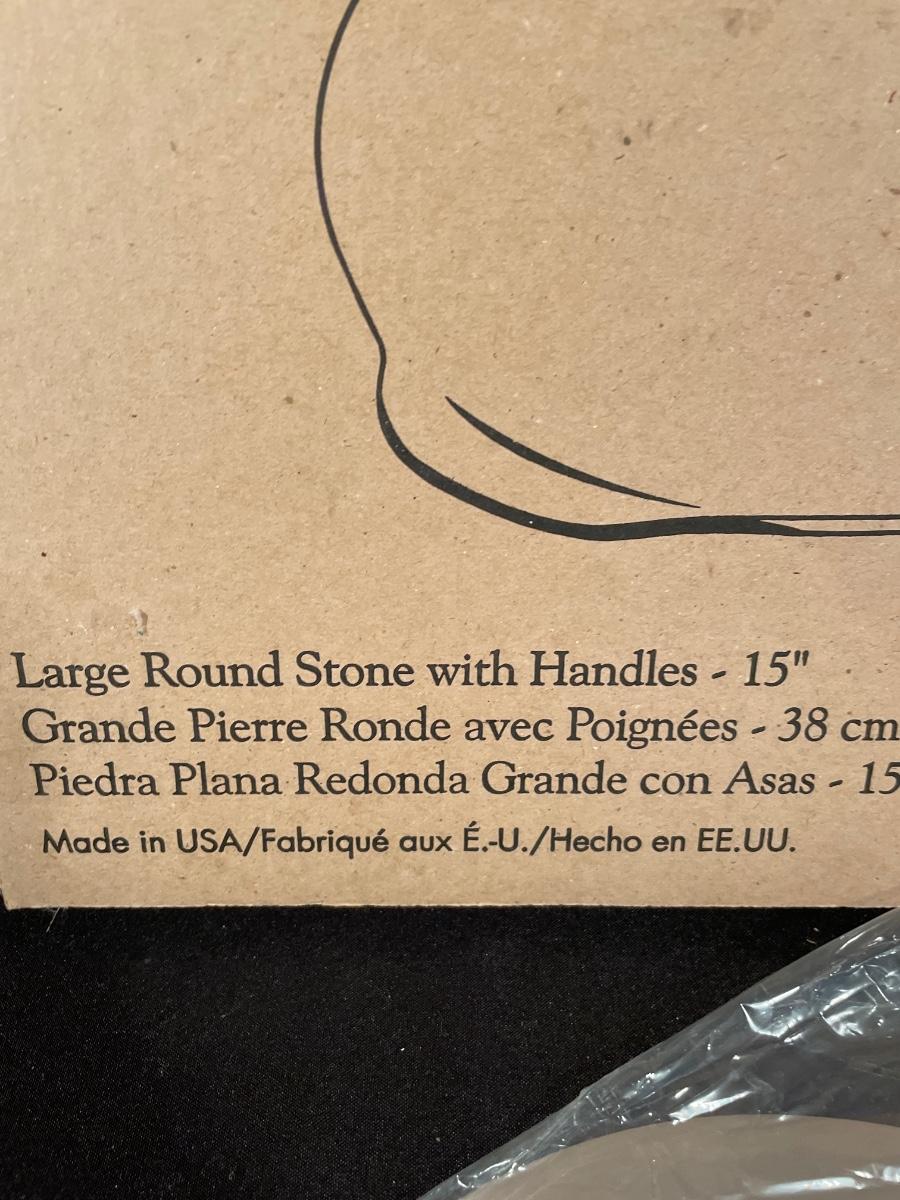 Large Round Stone with Handles - 15"
Grande Pierre Ronde avec Poignées - 38 cm
Piedra Plana Redonda Grande con Asas - 15
Made in USA/Fabriqué aux É.-U./Hecho en EE.UU.